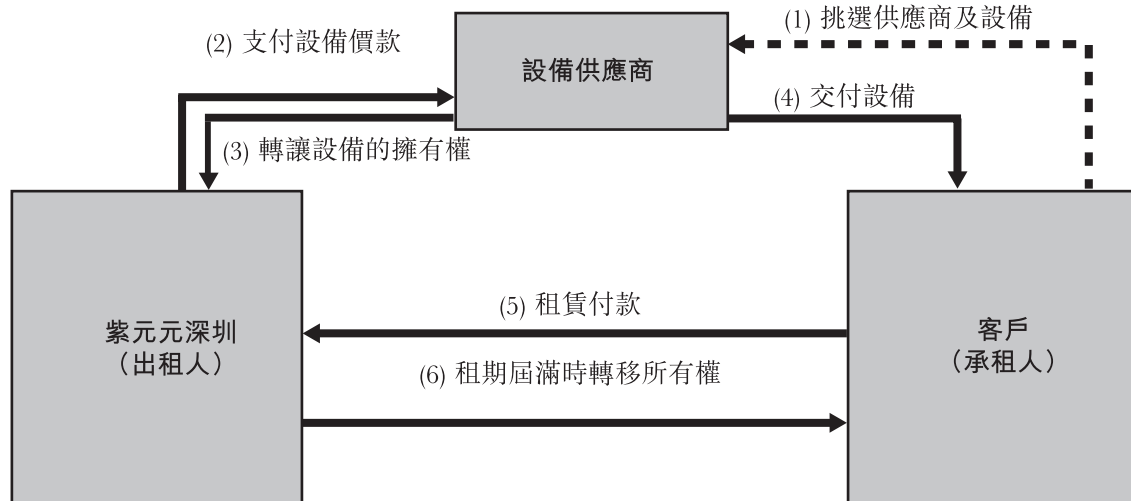 (1) 挑選供應商及設備
(2) 支付設備價款
設備供應商
(4) 交付設備
(3) 轉讓設備的擁有權
(5) 租賃付款
紫元元深圳
（出租人）
客戶
（承租人）
(6) 租期屆滿時轉移所有權